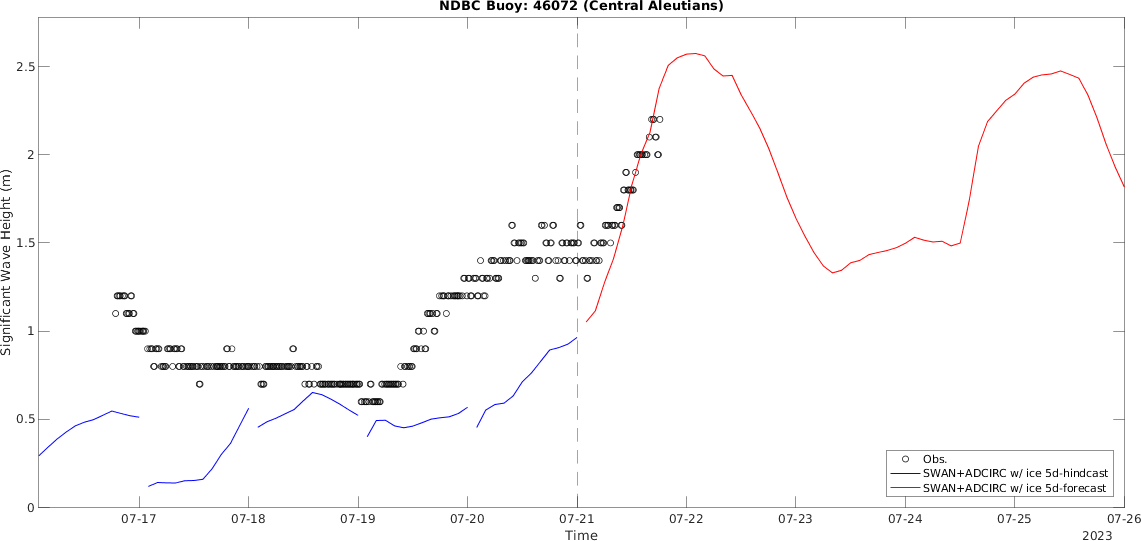 NDBC Buoy: 46072 (Central Aleutians)
Significant Wave Height (m)
2.5
2
1.5
1
0.5
0
Obs.
SWAN+ADCIRC w/ ice 5d-hindcast
SWAN+ADCIRC w/ ice 5d-forecast
07-17 07-18 07-19 07-20 07-21 07-22 07-23 07-24 07-25 07-26
Time
2023